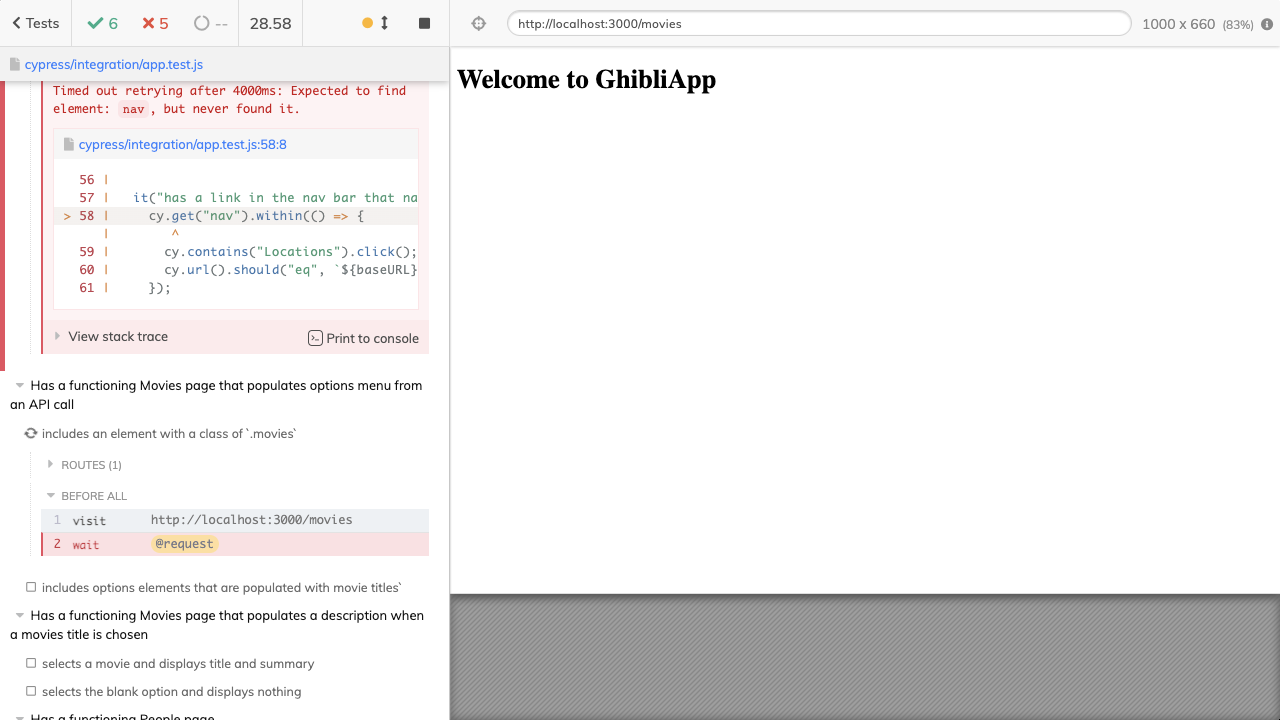 Tests
6
5
--
28.58
http://localhost:3000/movies
1000 x 660 (83%)
cypress/integration/app.test.js
Welcome to GhibliApp
Timed out retrying after 4000ms: Expected to find
element: nav, but never found it.
cypress/integration/app.test.js:58:8
56 |
57 |   it("has a link in the nav bar that na
> 58 |     cy.get("nav").within(() => {
|        ^
59 |       cy.contains("Locations").click();
60 |       cy.url().should("eq", `${baseURL}
61 |     });
View stack trace
Print to console
Has a functioning Movies page that populates options menu from
an API call
includes an element with a class of `.movies`
ROUTES (1)
BEFORE ALL
1 visit http://localhost:3000/movies
2 wait @request
includes options elements that are populated with movie titles`
Has a functioning Movies page that populates a description when
a movies title is chosen
selects a movie and displays title and summary
selects the blank option and displays nothing
Has a functioning People page